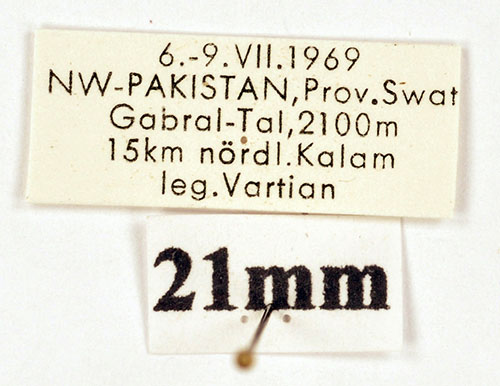 6.-9.VII.1969
NW-PAKISTAN,Prov.Swat
Gabral-Tal,2100m
15km nördl.Kalam
leg.Vartian
21mm